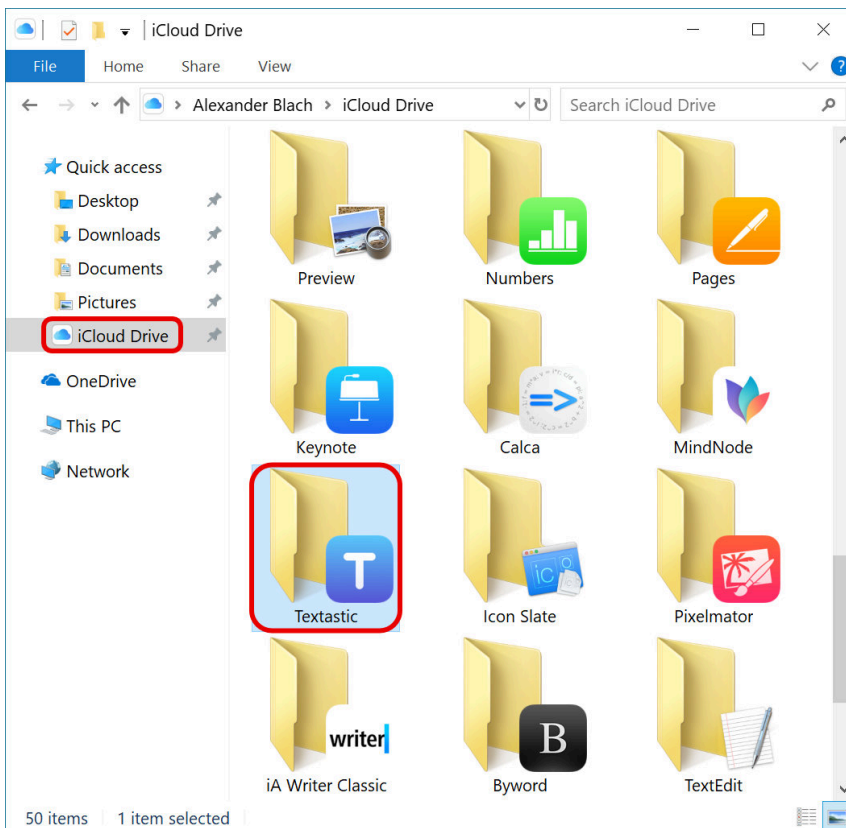 iCloud Drive
File Home Share View
?
Alexander Blach iCloud Drive Search iCloud Drive
Quick access
Desktop
Downloads
Documents
Pictures
iCloud Drive
OneDrive
This PC
Network
Preview Numbers Pages
=>
Keynote Calca MindNode
T
iC
Textastic Icon Slate Pixelmator
writer B
iA Writer Classic Byword TextEdit
50 items 1 item selected